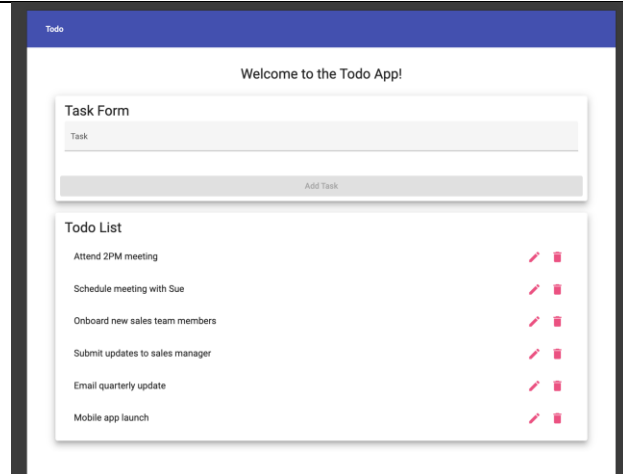 Todo
Welcome to the Todo App!
Task Form
Task
Add Task
Todo List
Attend 2PM meeting
Schedule meeting with Sue
Onboard new sales team members
Submit updates to sales manager
Email quarterly update
Mobile app launch